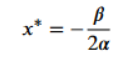 x* = − β / 2α